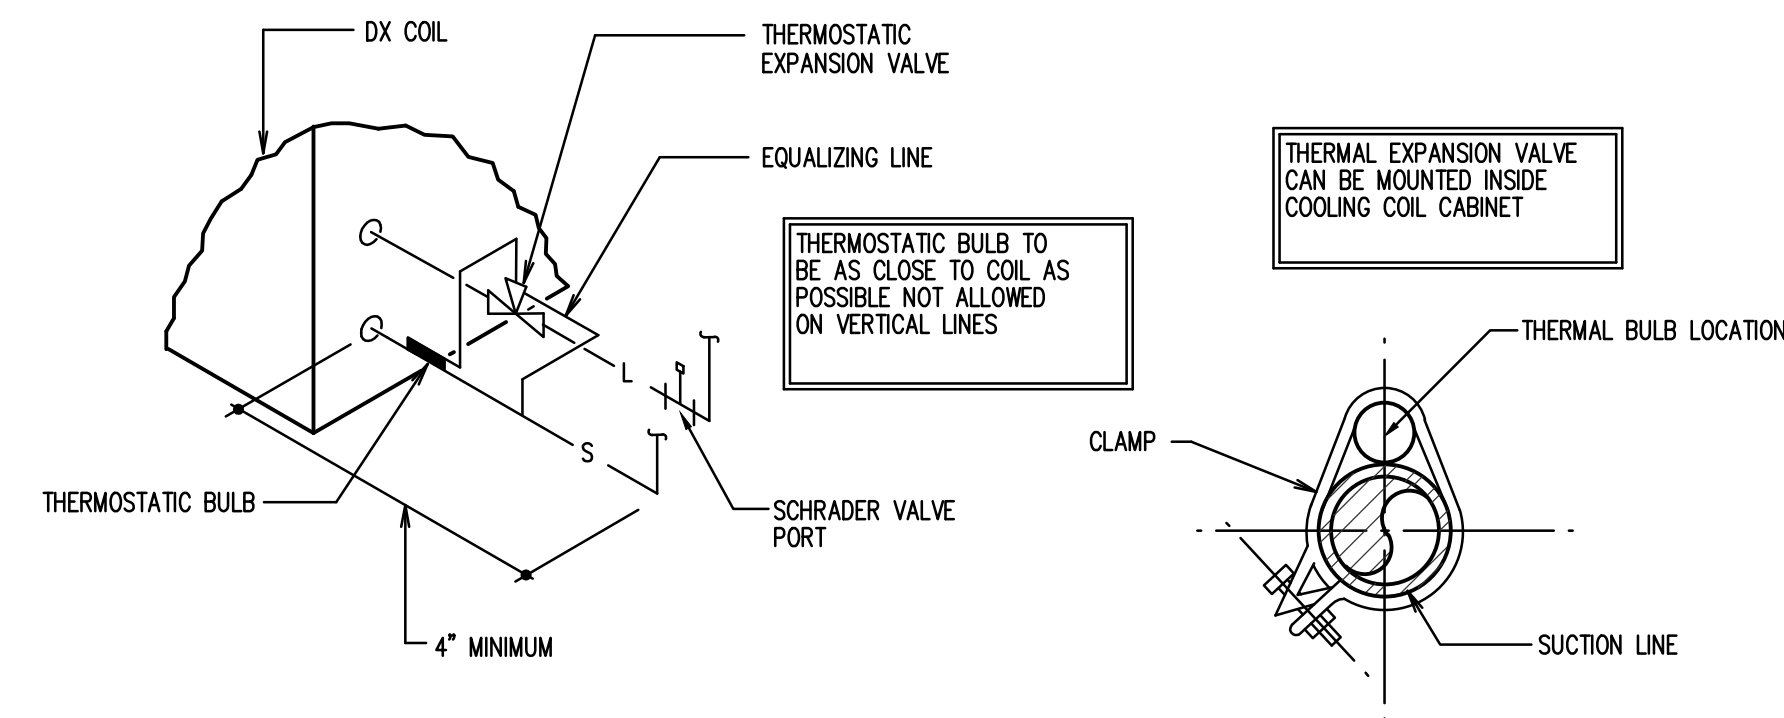 DX COIL
THERMOSTATIC
EXPANSION VALVE
EQUALIZING LINE
THERMOSTATIC BULB TO
BE AS CLOSE TO COIL AS
POSSIBLE NOT ALLOWED
ON VERTICAL LINES
L
S
THERMOSTATIC BULB
SCHRADER VALVE
PORT
4" MINIMUM
THERMAL EXPANSION VALVE
CAN BE MOUNTED INSIDE
COOLING COIL CABINET
THERMAL BULB LOCATION
CLAMP
SUCTION LINE